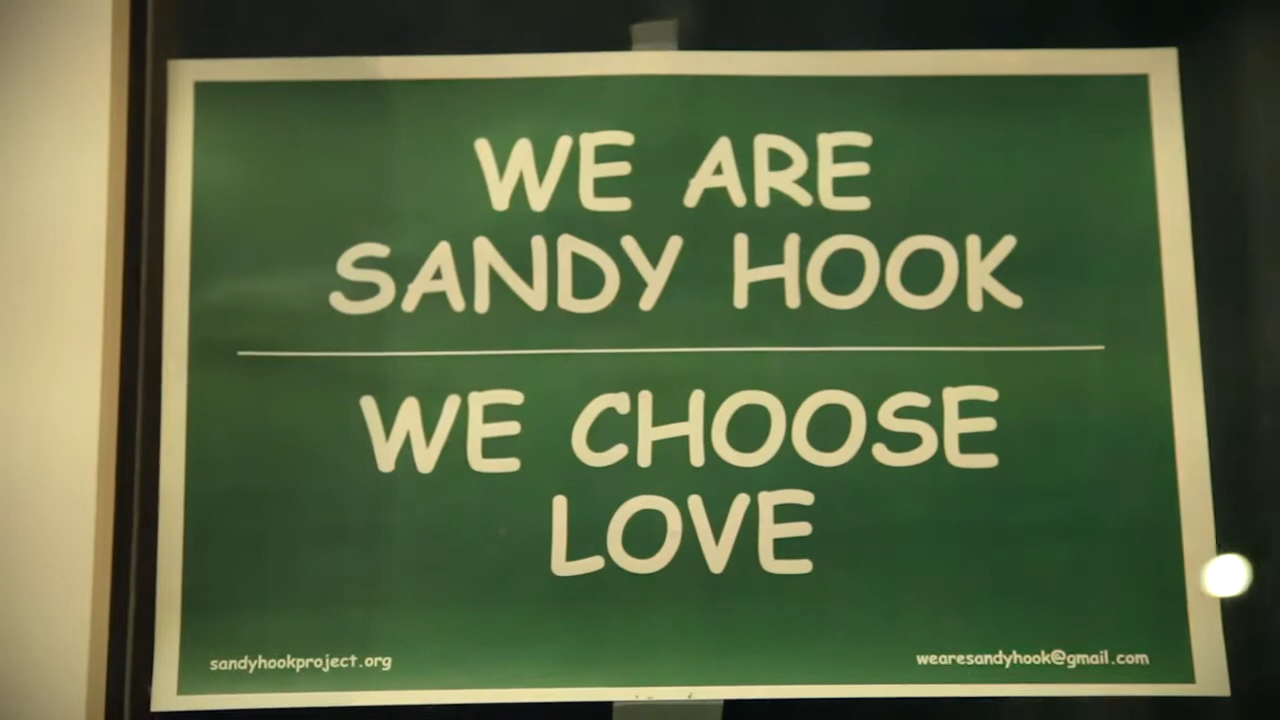 WE ARE
SANDY HOOK
WE CHOOSE
LOVE
sandyhookproject.org
wearesandyhook@gmail.com